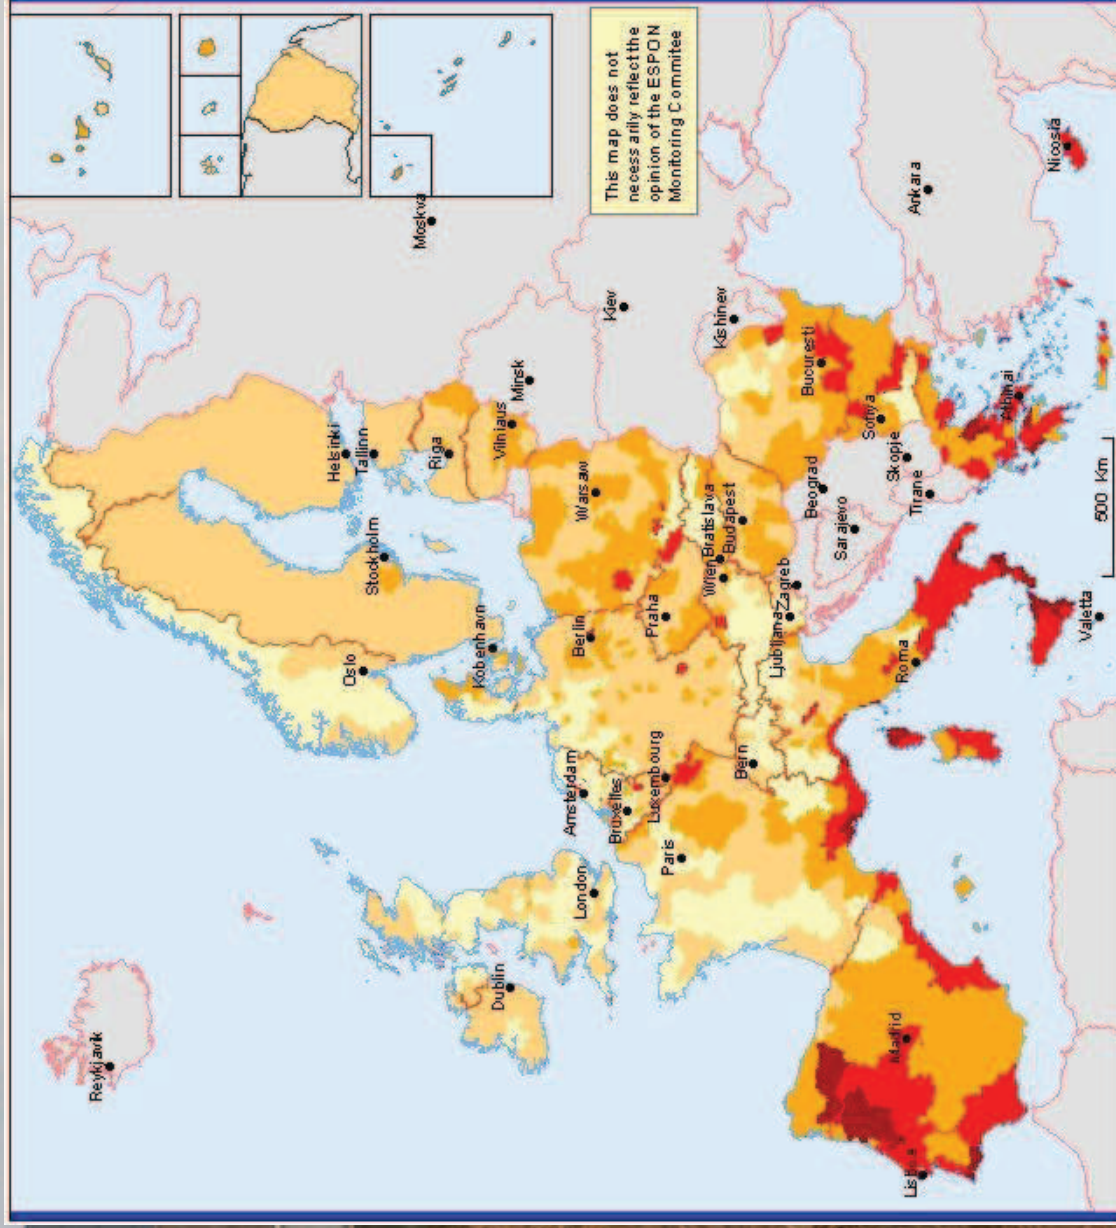 This map does not
necessarily reflect the
opinion of the ESPON
Monitoring Commitee
Moskva
Reykjavik
Helsinki
Tallinn
Oslo
Stockholm
Riga
Kobenhavn
Vilniaus
Minsk
Dublin
Amsterdam
Berlin
Warsaw
London
Bruxelles
Kiev
Luxembourg
Praha
Paris
Wien
Bratislava
Budapest
Kishinev
Bern
Ljubljana
Zagreb
Beograd
Bucuresti
Sarajevo
Sofiya
Skopje
Tirane
Roma
Madrid
Ankara
Athinai
Nicosia
Valetta
500 Km